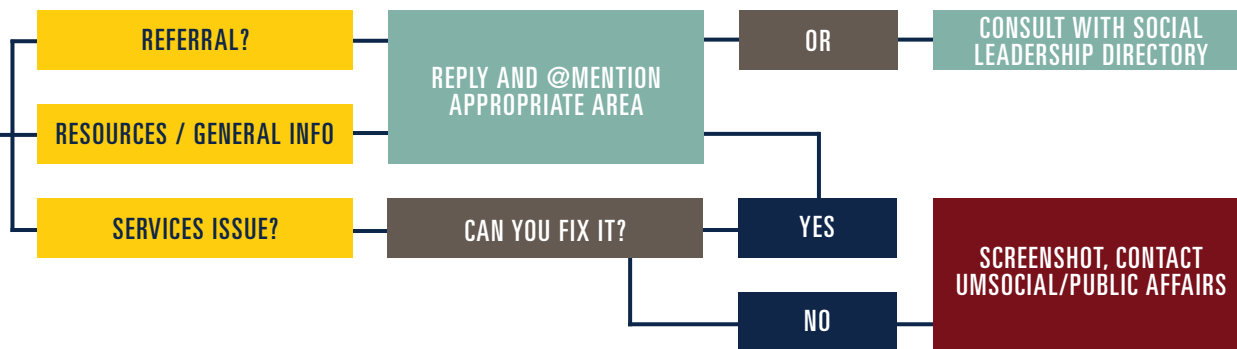 REFERRAL?
REPLY AND @MENTION
APPROPRIATE AREA
OR
CONSULT WITH SOCIAL
LEADERSHIP DIRECTORY
RESOURCES / GENERAL INFO
SERVICES ISSUE?
CAN YOU FIX IT?
YES
NO
SCREENSHOT, CONTACT
UMSOCIAL/PUBLIC AFFAIRS